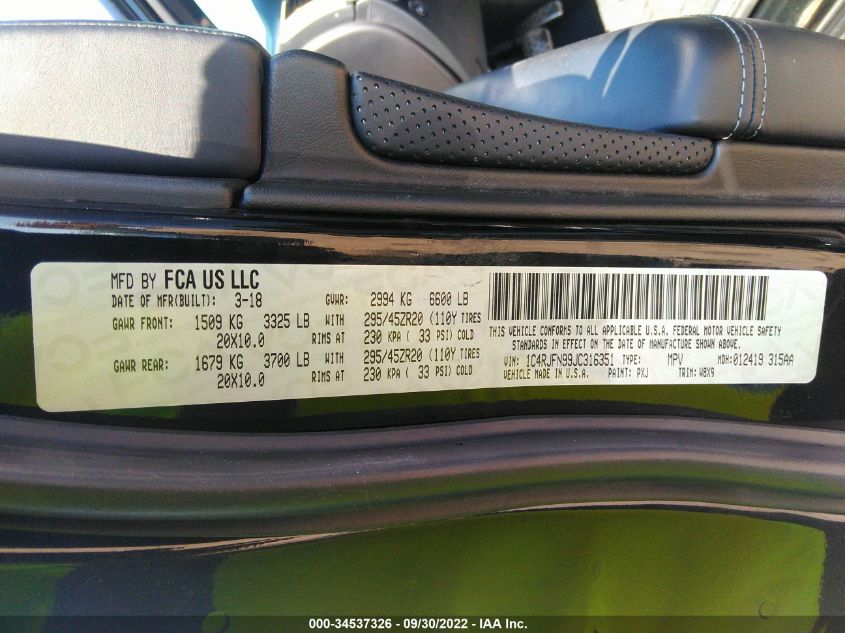 MFD BY FCA US LLC
DATE OF MFR(BUILT): 3-18 GVWR: 2994 KG 6600 LB
GAWR FRONT: 1509 KG 3325 LB WITH 295/45ZR20 (110Y TIRES
20X10.0 RIMS AT 230 KPA ( 33 PSI) COLD
GAWR REAR: 1679 KG 3700 LB WITH 295/45ZR20 (110Y TIRES
20X10.0 RIMS AT 230 KPA ( 33 PSI) COLD
THIS VEHICLE CONFORMS TO ALL APPLICABLE U.S.A. FEDERAL MOTOR VEHICLE SAFETY
STANDARDS IN EFFECT ON THE DATE OF MANUFACTURE SHOWN ABOVE.
VIN: 1C4RJFN99JC316351 TYPE: MPV MDH:012419 315AA
VEHICLE MADE IN U.S.A. PAINT: PXJ TRIM: WBX9
000-34537326 - 09/30/2022 - IAA Inc.